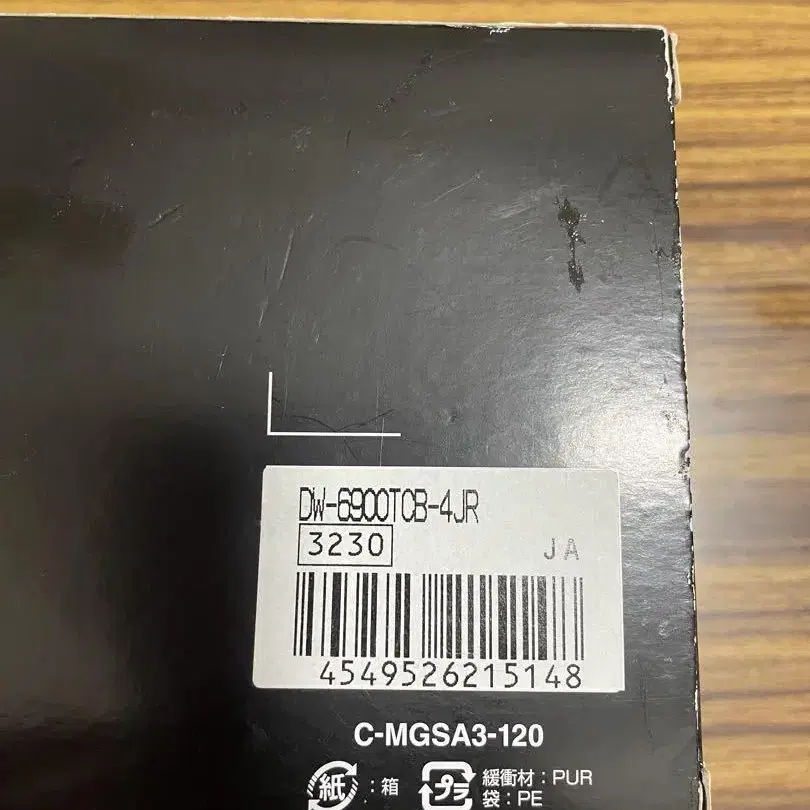 DW-6900TCB-4JR
3230 JA
4549526215148
C-MGSA3-120
紙 : 箱
プラ 緩衝材 : PUR
袋 : PE